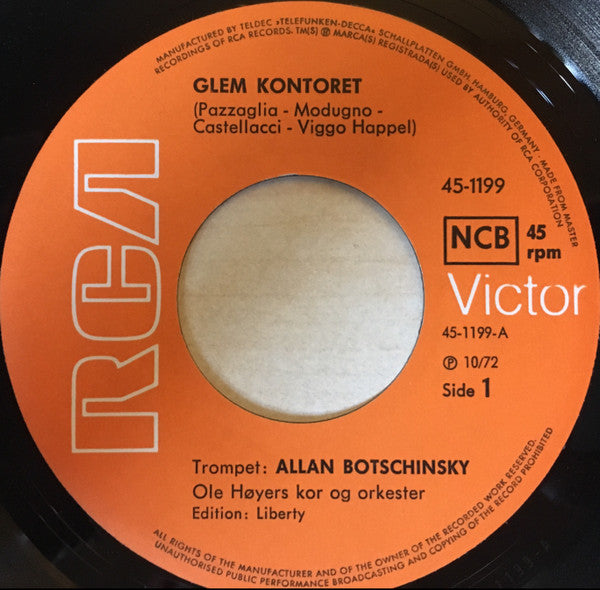 MANUFACTURED BY TELDEC »TELEFUNKEN-DECCA« SCHALLPLATTEN GMBH, HAMBURG, GERMANY · MADE FROM MASTER
RECORDINGS OF RCA RECORDS. TM(S) ® MARCA(S) REGISTRADA(S) USED BY AUTHORITY OF RCA CORPORATION
GLEM KONTORET
(Pazzaglia - Modugno -
Castellacci - Viggo Happel)
RCA
45-1199
NCB 45
rpm
Victor
45-1199-A
℗ 10/72
Side 1
Trompet: ALLAN BOTSCHINSKY
Ole Høyers kor og orkester
Edition: Liberty
ALL RIGHTS OF THE MANUFACTURER AND OF THE OWNER OF THE RECORDED WORK RESERVED.
UNAUTHORISED PUBLIC PERFORMANCE BROADCASTING AND COPYING OF THE RECORD PROHIBITED